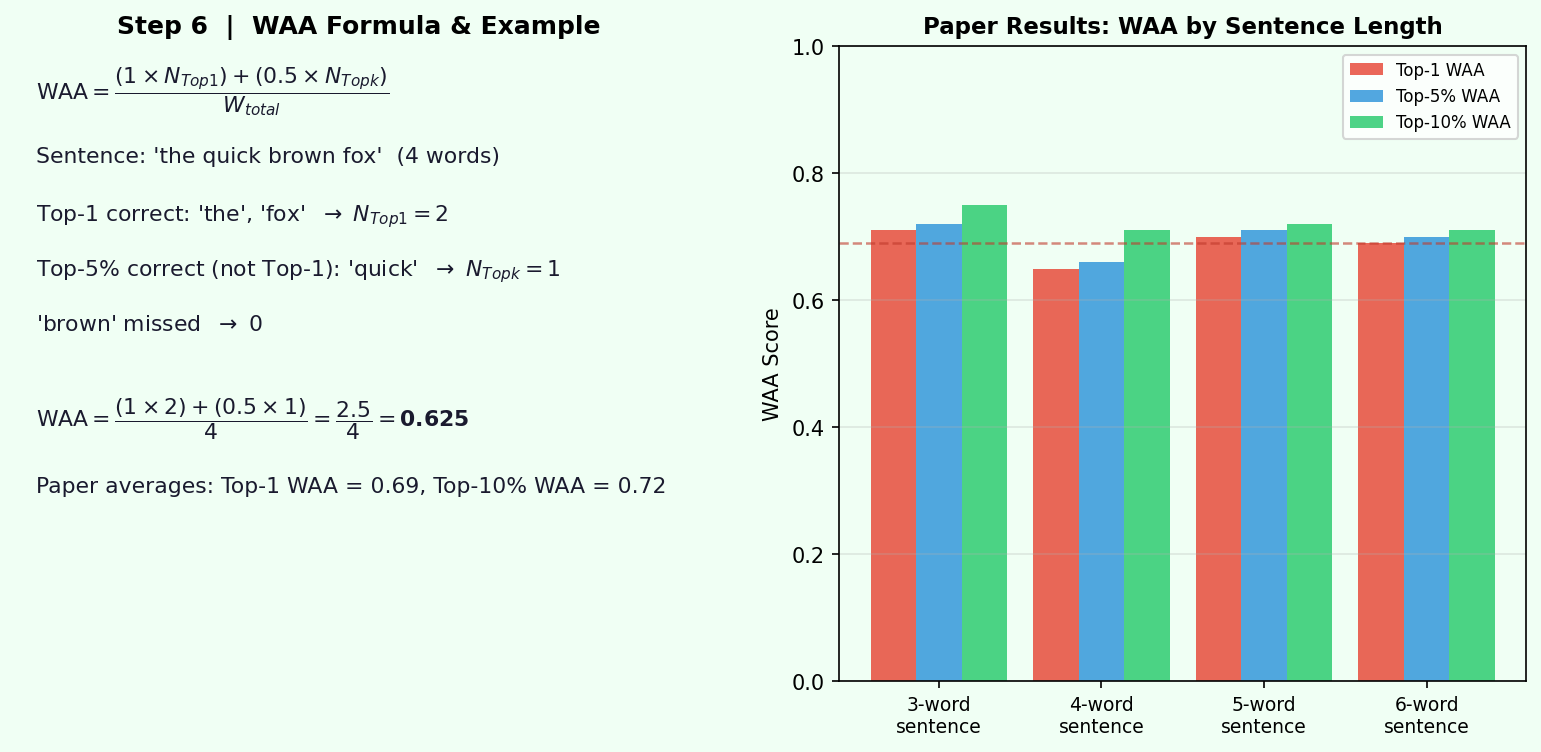 Step 6 | WAA Formula & Example
WAA = (1 × N_Top1) + (0.5 × N_Topk) / W_total
Sentence: 'the quick brown fox' (4 words)
Top-1 correct: 'the', 'fox' → N_Top1 = 2
Top-5% correct (not Top-1): 'quick' → N_Topk = 1
'brown' missed → 0
WAA = (1 × 2) + (0.5 × 1) / 4 = 2.5 / 4 = 0.625
Paper averages: Top-1 WAA = 0.69, Top-10% WAA = 0.72
Paper Results: WAA by Sentence Length
Top-1 WAA
Top-5% WAA
Top-10% WAA
WAA Score
1.0
0.8
0.6
0.4
0.2
0.0
3-word
sentence
4-word
sentence
5-word
sentence
6-word
sentence